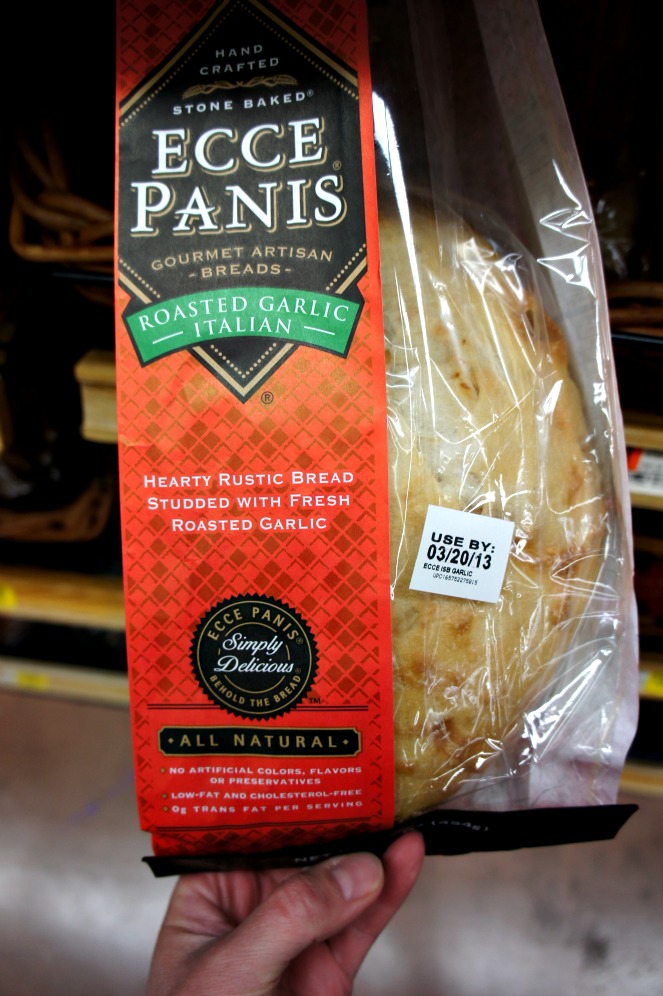 HAND
CRAFTED
STONE BAKED®
ECCE
PANIS®
GOURMET ARTISAN
-BREADS-
ROASTED GARLIC
— ITALIAN —
®
HEARTY RUSTIC BREAD
STUDDED WITH FRESH
ROASTED GARLIC
ECCE PANIS®
Simply
Delicious
BEHOLD THE BREAD
TM
• ALL NATURAL •
• NO ARTIFICIAL COLORS, FLAVORS
OR PRESERVATIVES
• LOW-FAT AND CHOLESTEROL-FREE
• 0g TRANS FAT PER SERVING
USE BY:
03/20/13
ECCE ISB GARLIC
NET
(454g)